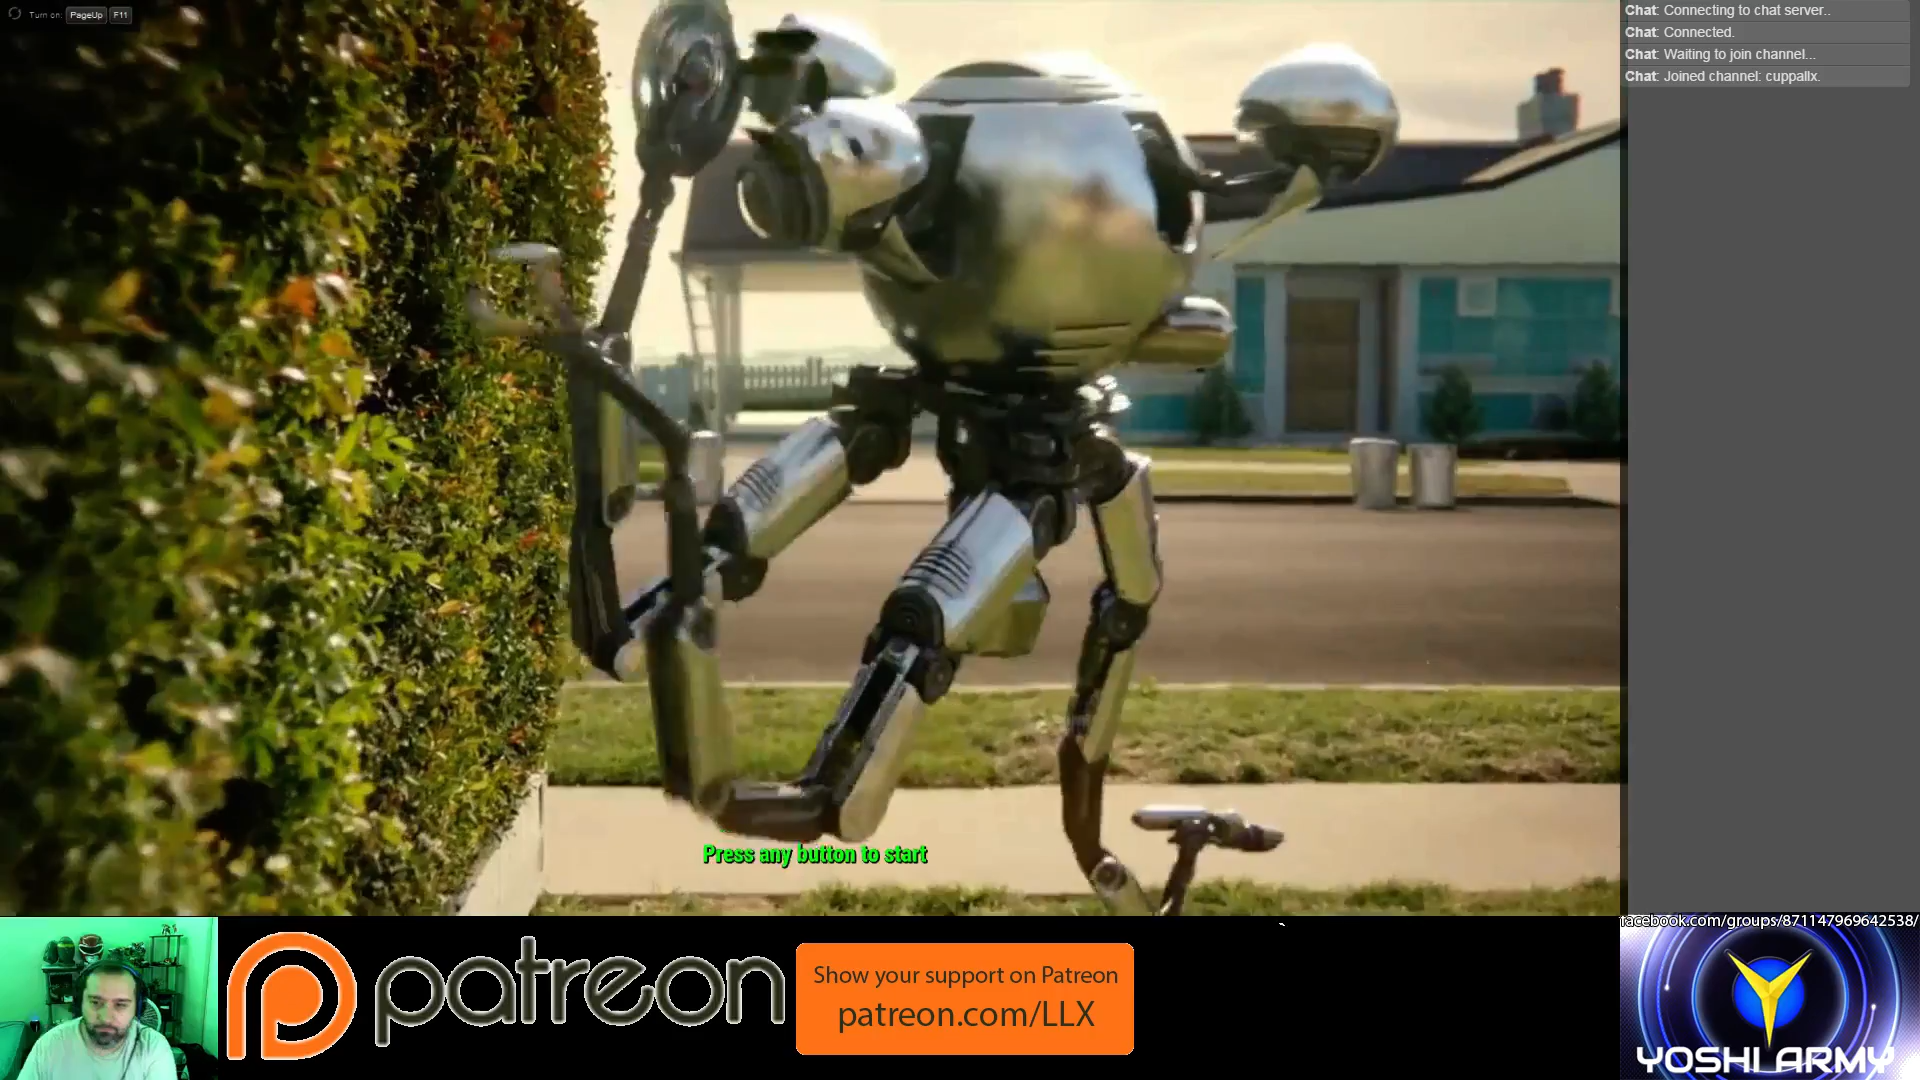 Turn on: PageUp F11
Chat: Connecting to chat server..
Chat: Connected.
Chat: Waiting to join channel...
Chat: Joined channel: cuppallx.
Press any button to start
facebook.com/groups/871147969642538/
patreon
Show your support on Patreon
patreon.com/LLX
YOSHI ARMY